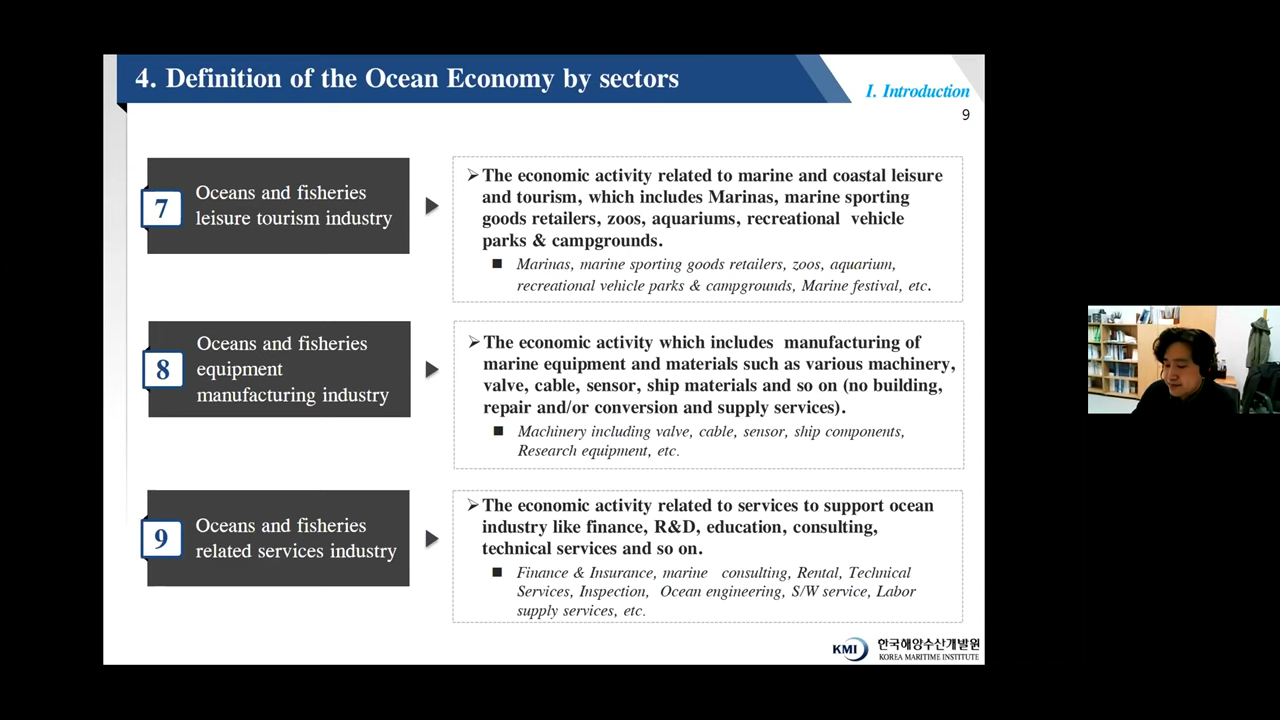 4. Definition of the Ocean Economy by sectors
I. Introduction
9
7
Oceans and fisheries
leisure tourism industry
➢The economic activity related to marine and coastal leisure
and tourism, which includes Marinas, marine sporting
goods retailers, zoos, aquariums, recreational vehicle
parks & campgrounds.
■ Marinas, marine sporting goods retailers, zoos, aquarium,
recreational vehicle parks & campgrounds, Marine festival, etc.
8
Oceans and fisheries
equipment
manufacturing industry
➢The economic activity which includes manufacturing of
marine equipment and materials such as various machinery,
valve, cable, sensor, ship materials and so on (no building,
repair and/or conversion and supply services).
■ Machinery including valve, cable, sensor, ship components,
Research equipment, etc.
9
Oceans and fisheries
related services industry
➢The economic activity related to services to support ocean
industry like finance, R&D, education, consulting,
technical services and so on.
■ Finance & Insurance, marine consulting, Rental, Technical
Services, Inspection, Ocean engineering, S/W service, Labor
supply services, etc.
KMI
한국해양수산개발원
KOREA MARITIME INSTITUTE